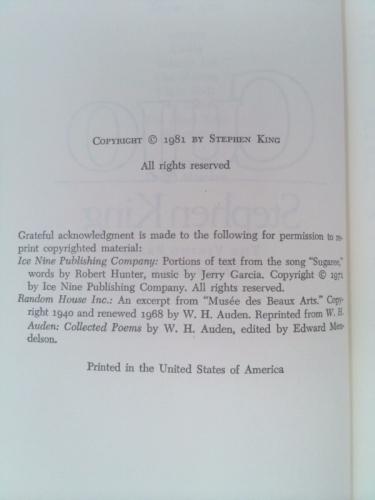 COPYRIGHT © 1981 BY STEPHEN KING
All rights reserved
Grateful acknowledgment is made to the following for permission to re-
print copyrighted material:
Ice Nine Publishing Company: Portions of text from the song "Sugaree,"
words by Robert Hunter, music by Jerry Garcia. Copyright © 1971
by Ice Nine Publishing Company. All rights reserved.
Random House Inc.: An excerpt from "Musée des Beaux Arts." Copy-
right 1940 and renewed 1968 by W. H. Auden. Reprinted from W. H.
Auden: Collected Poems by W. H. Auden, edited by Edward Men-
delson.
Printed in the United States of America